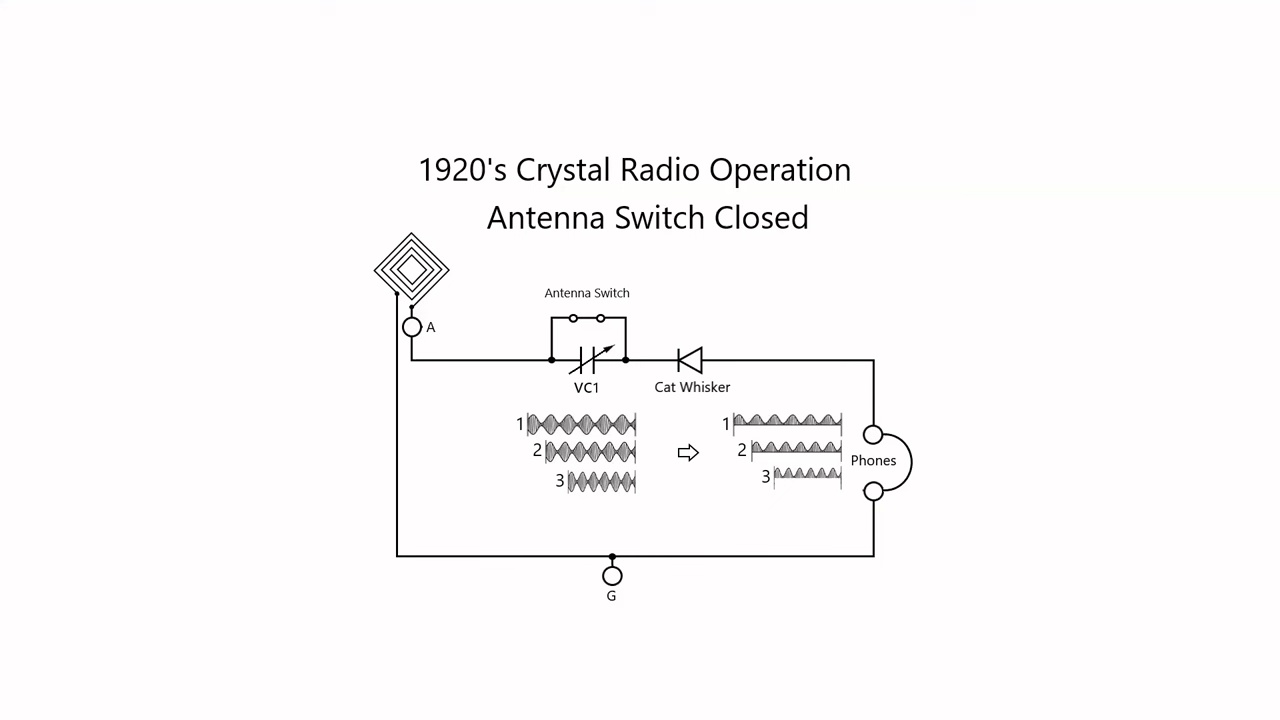 1920's Crystal Radio Operation
Antenna Switch Closed
Antenna Switch
A
VC1
Cat Whisker
1
1
2
2
3
3
Phones
G